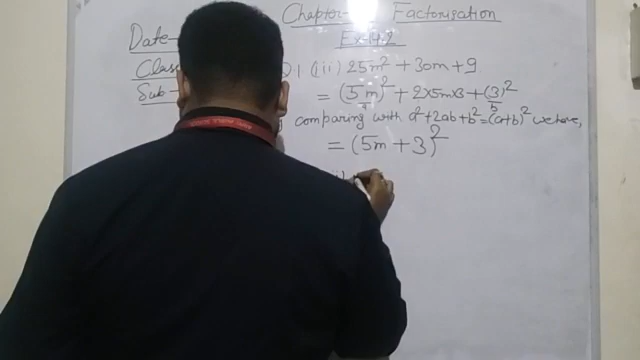 Chapter- Factorisation
Date- Ex-14.2
Class Q1 (iii) 25m² + 30m + 9
Sub- = (5m)² + 2×5m×3 + (3)²
a b
comparing with a²+2ab+b²=(a+b)² we have,
= (5m + 3)²